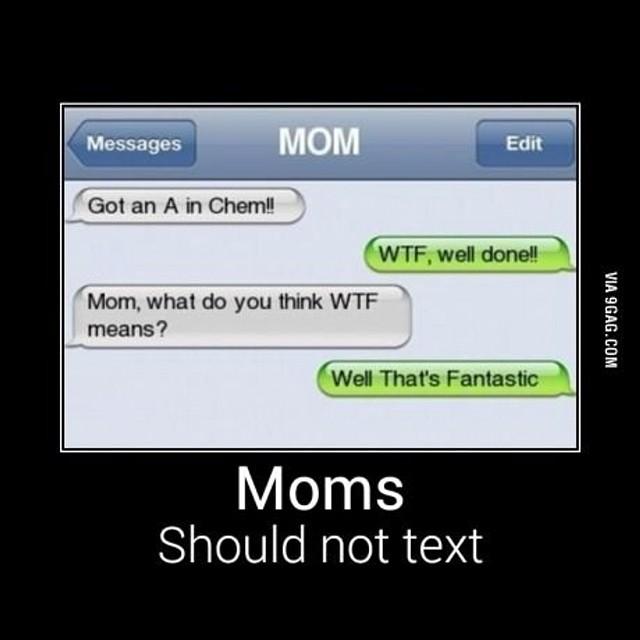 Messages
MOM
Edit
Got an A in Chem!!
WTF, well done!!
Mom, what do you think WTF
means?
Well That's Fantastic
VIA 9GAG.COM
Moms
Should not text